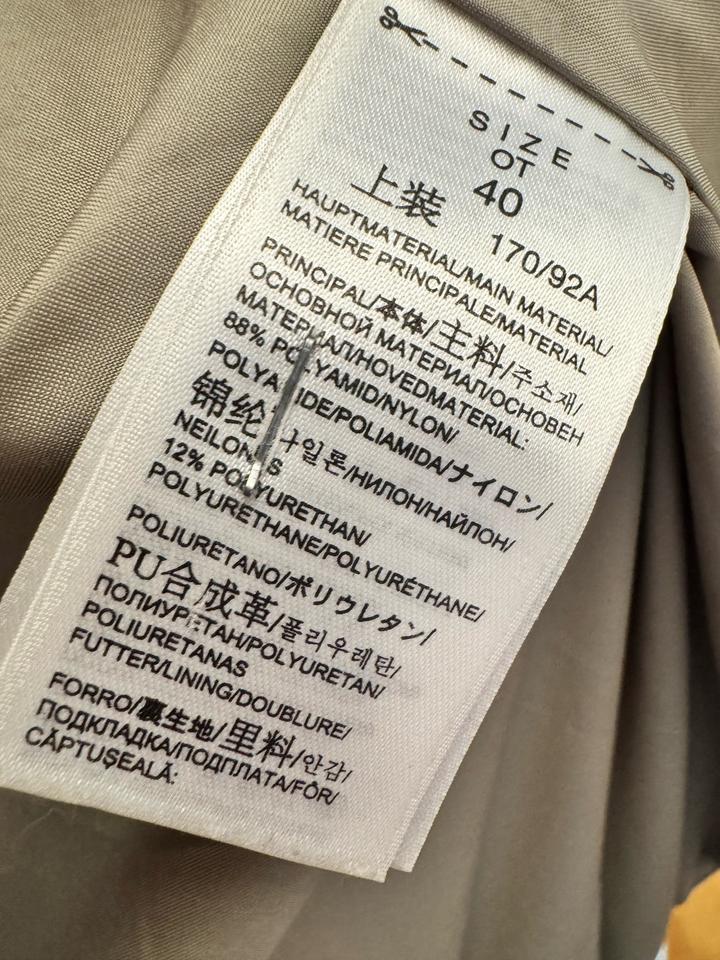 SIZE
OT
上装 40
170/92A
HAUPTMATERIAL/MAIN MATERIAL/
MATIERE PRINCIPALE/MATERIAL
PRINCIPAL/本体/主料/주소재/
ОСНОВНОЙ МАТЕРИАЛ/ОСНОВЕН
МАТЕРИАЛ/HOVEDMATERIAL:
88% POLYAMID/NYLON/
POLYAMIDE/POLIAMIDA/ナイロン/
锦纶/나일론/НИЛОН/НАЙЛОН/
NEILONAS
12% POLYURETHAN/
POLYURETHANE/POLYURÉTHANE/
POLIURETANO/ポリウレタン/
PU合成革/폴리우레탄/
ПОЛИУРЕТАН/POLYURETAN/
POLIURETANAS
FUTTER/LINING/DOUBLURE/
FORRO/裏生地/里料/안감/
ПОДКЛАДКА/ПОДПЛАТА/FÔR/
CĂPTUȘEALĂ: